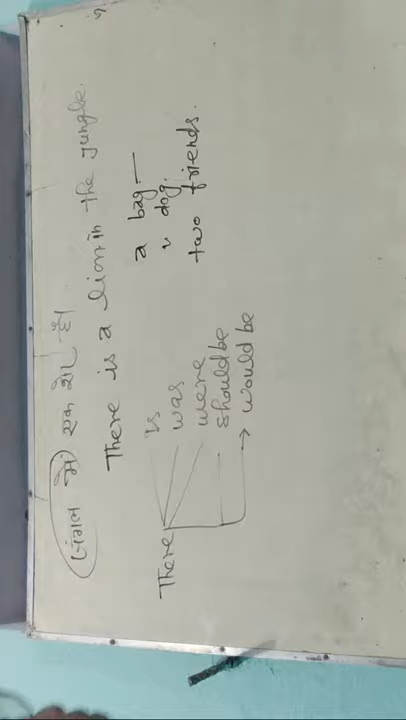 जंगल में एक शेर है।
There is a lion in the jungle.
There
is
was
were
should be
would be
a bag
" dog.
two friends.